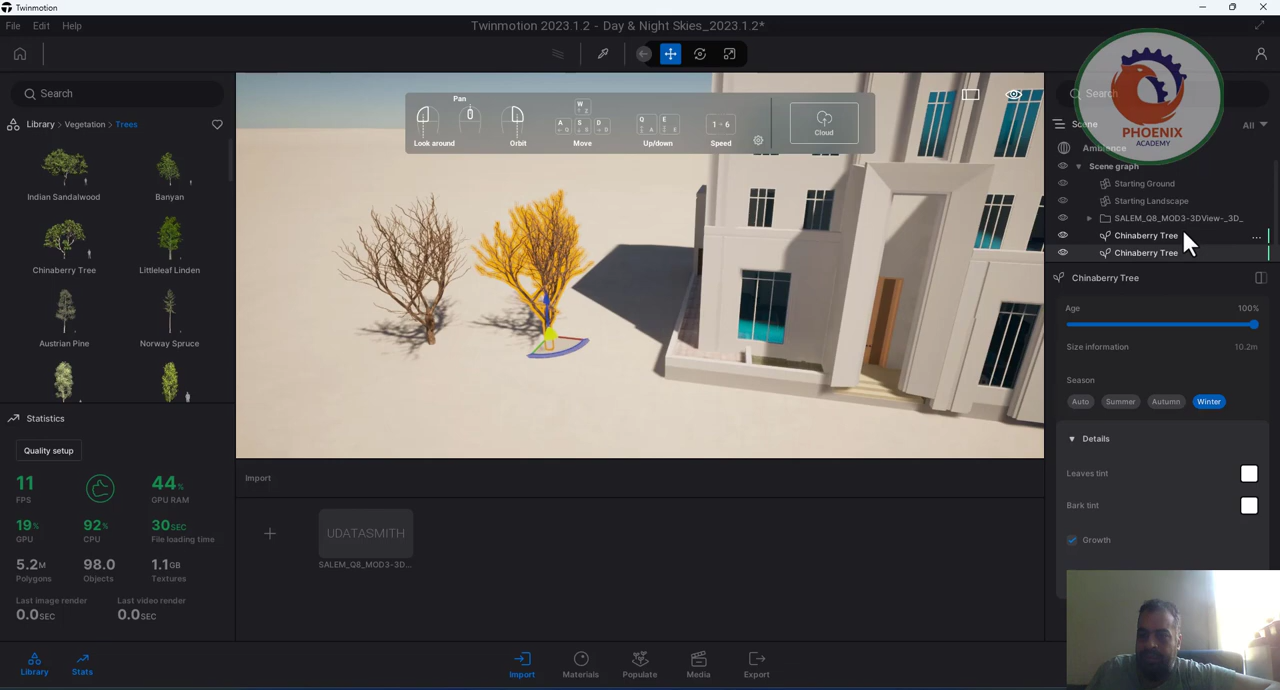 Twinmotion
File Edit Help
Twinmotion 2023.1.2 - Day & Night Skies_2023.1.2*
Search
Library > Vegetation > Trees
Indian Sandalwood
Banyan
Chinaberry Tree
Littleleaf Linden
Austrian Pine
Norway Spruce
Statistics
Quality setup
11
FPS
44%
GPU RAM
19%
GPU
92%
CPU
30SEC
File loading time
5.2M
Polygons
98.0
Objects
1.1GB
Textures
Last image render
0.0SEC
Last video render
0.0SEC
Library
Stats
Pan
Look around
Orbit
W
A S D
Move
Q E
Up/down
1 - 6
Speed
Cloud
Import
UDATASMITH
SALEM_Q8_MOD3-3D...
Import
Materials
Populate
Media
Export
Search
PHOENIX
ACADEMY
Scene
All
Ambience
Scene graph
Starting Ground
Starting Landscape
SALEM_Q8_MOD3-3DView-_3D_
Chinaberry Tree
...
Chinaberry Tree
Chinaberry Tree
Age 100%
Size information 10.2m
Season
Auto Summer Autumn Winter
Details
Leaves tint
Bark tint
Growth